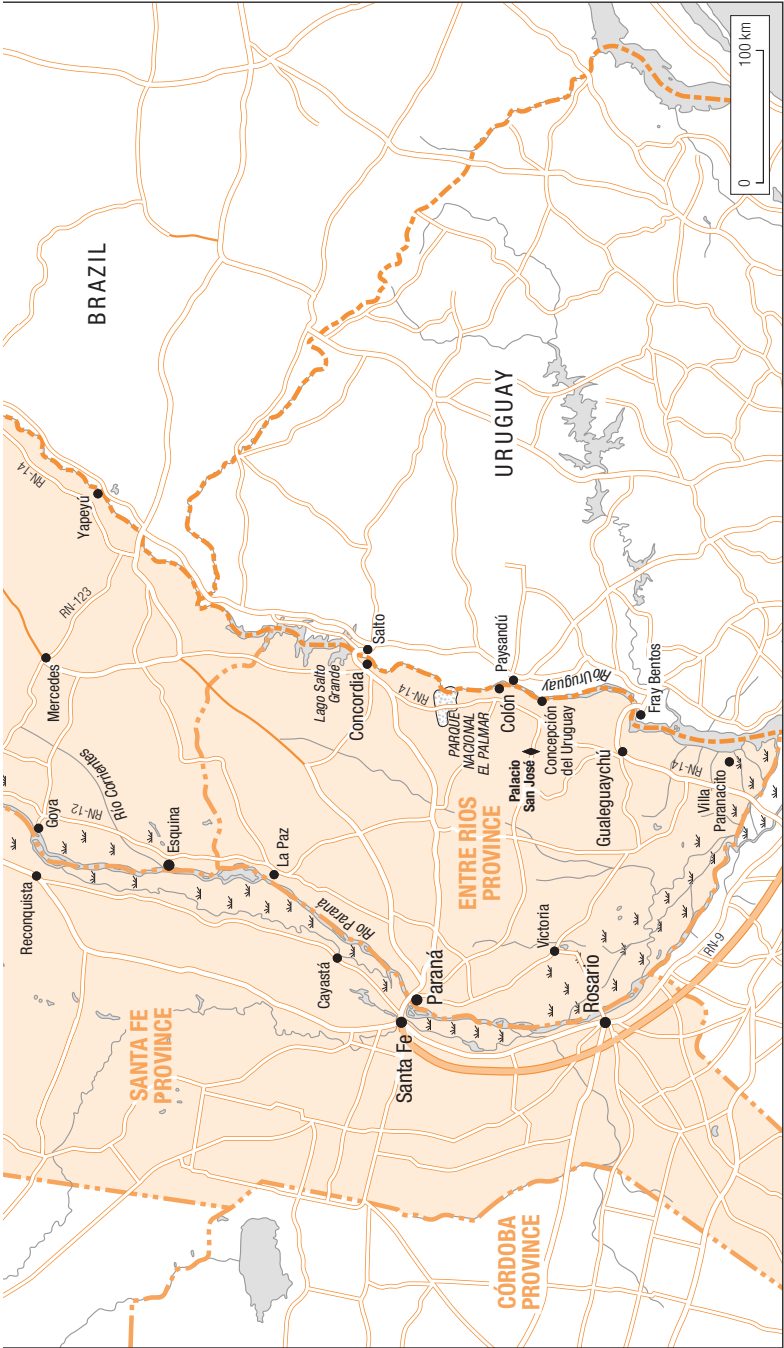 BRAZIL
URUGUAY
SANTA FE
PROVINCE
ENTRE RIOS
PROVINCE
CÓRDOBA
PROVINCE
RN-14
Yapeyú
RN-123
Mercedes
Río Corrientes
Goya
RN-12
Reconquista
Esquina
La Paz
Río Paraná
Cayastá
Lago Salto
Grande
Salto
Concordia
RN-14
PARQUE
NACIONAL
EL PALMAR
Colón
Paysandú
Río Uruguay
Palacio
San José
Concepción
del Uruguay
Fray Bentos
Gualeguaychú
RN-14
Villa
Paranacito
Santa Fe
Paraná
Victoria
Rosario
RN-9
0
100 km